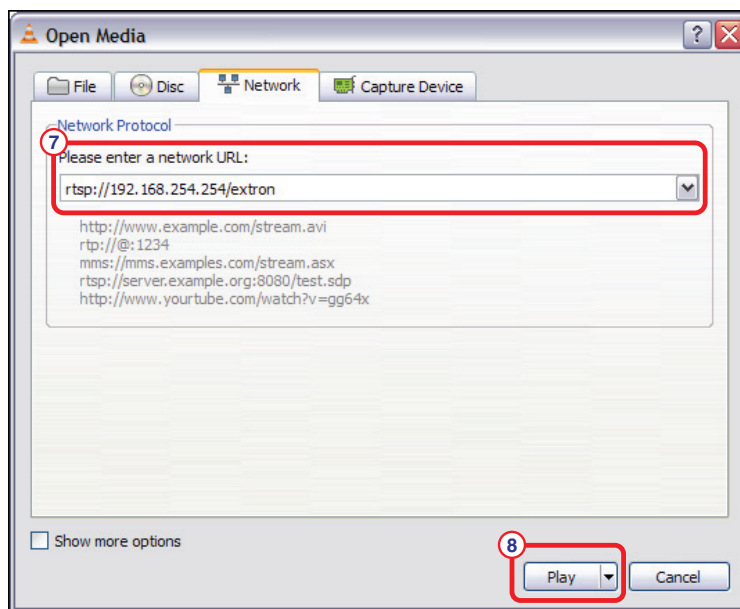 Open Media
?
File
Disc
Network
Capture Device
Network Protocol
7
Please enter a network URL:
rtsp://192.168.254.254/extron
http://www.example.com/stream.avi
rtp://@:1234
mms://mms.examples.com/stream.asx
rtsp://server.example.org:8080/test.sdp
http://www.yourtube.com/watch?v=gg64x
Show more options
8
Play
Cancel